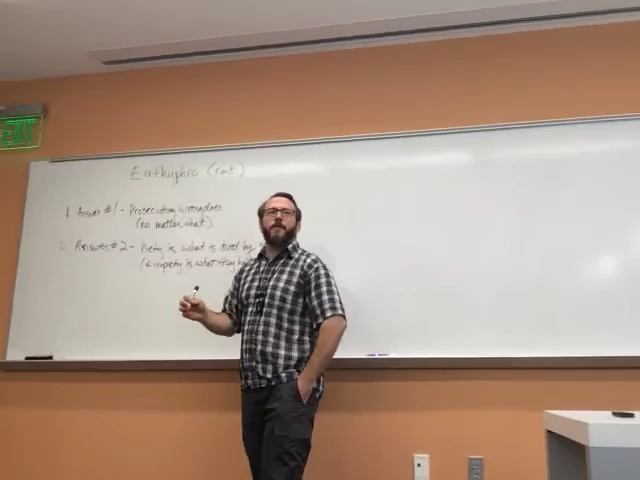 EXIT
Euthyphro (cont.)
1. Answer #1 - Prosecuting wrongdoers
(no matter what)
2. Answer #2 - Piety is what is loved by
(& impiety is what they